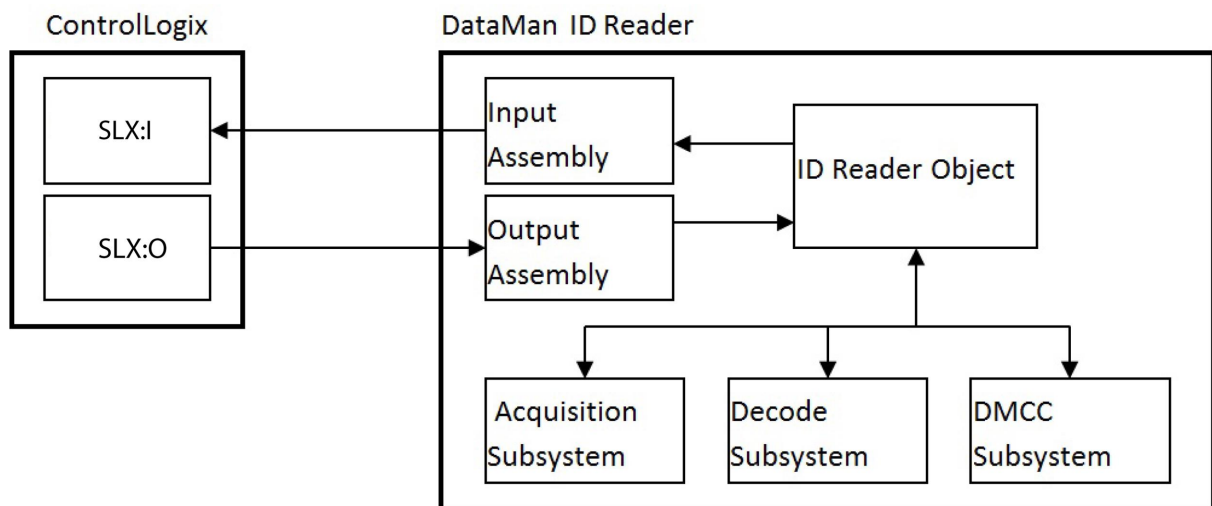 ControlLogix
DataMan ID Reader
SLX:I
SLX:O
Input
Assembly
Output
Assembly
ID Reader Object
Acquisition
Subsystem
Decode
Subsystem
DMCC
Subsystem